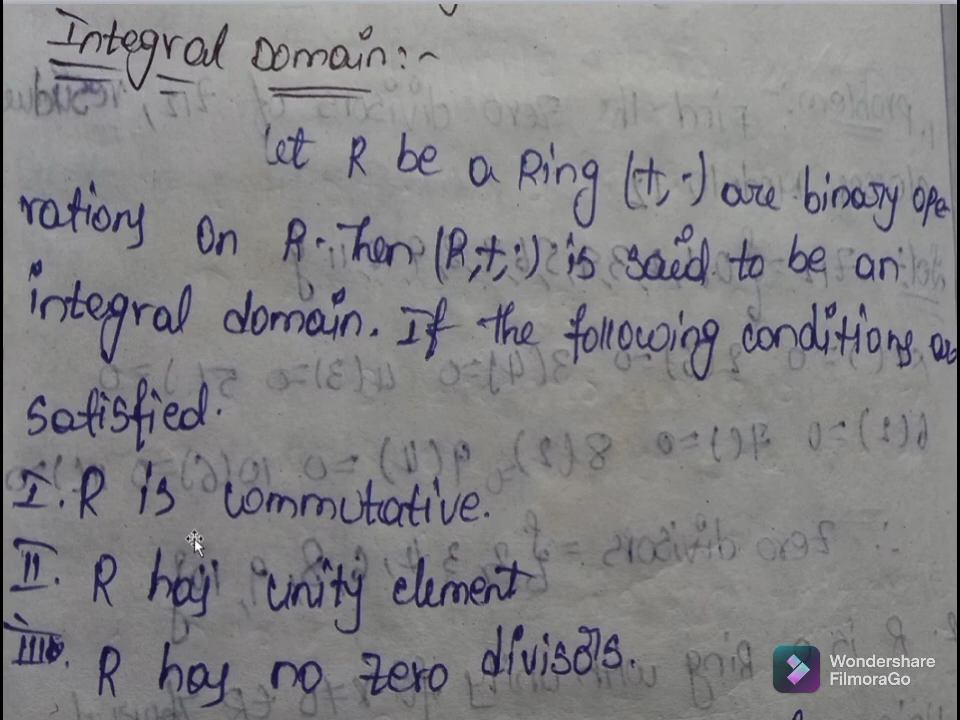 Integral Domain:~
Let R be a Ring (+, ·) are binary ope
rations on R. Then (R,+,·) is said to be an
integral domain. If the following conditions are
satisfied.
I. R is commutative.
II. R has unity element
III. R has no zero divisors.
Wondershare
FilmoraGo